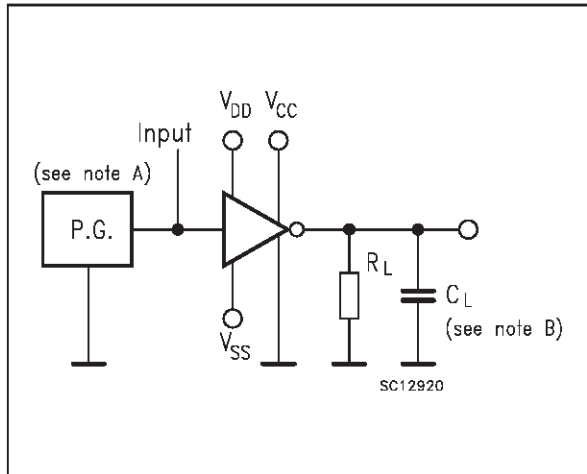 V_DD V_CC
Input
(see note A)
P.G.
R_L
C_L
(see note B)
V_SS
SC12920